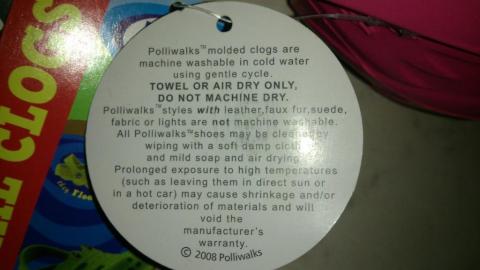 Polliwalks™ molded clogs are
machine washable in cold water
using gentle cycle.
TOWEL OR AIR DRY ONLY,
DO NOT MACHINE DRY.
Polliwalks™styles with leather,faux fur,suede,
fabric or lights are not machine washable.
All Polliwalks™shoes may be cleaned by
wiping with a soft damp cloth
and mild soap and air drying.
Prolonged exposure to high temperatures
(such as leaving them in direct sun or
in a hot car) may cause shrinkage and/or
deterioration of materials and will
void the
manufacturer's
warranty.
© 2008 Polliwalks
CLOGS